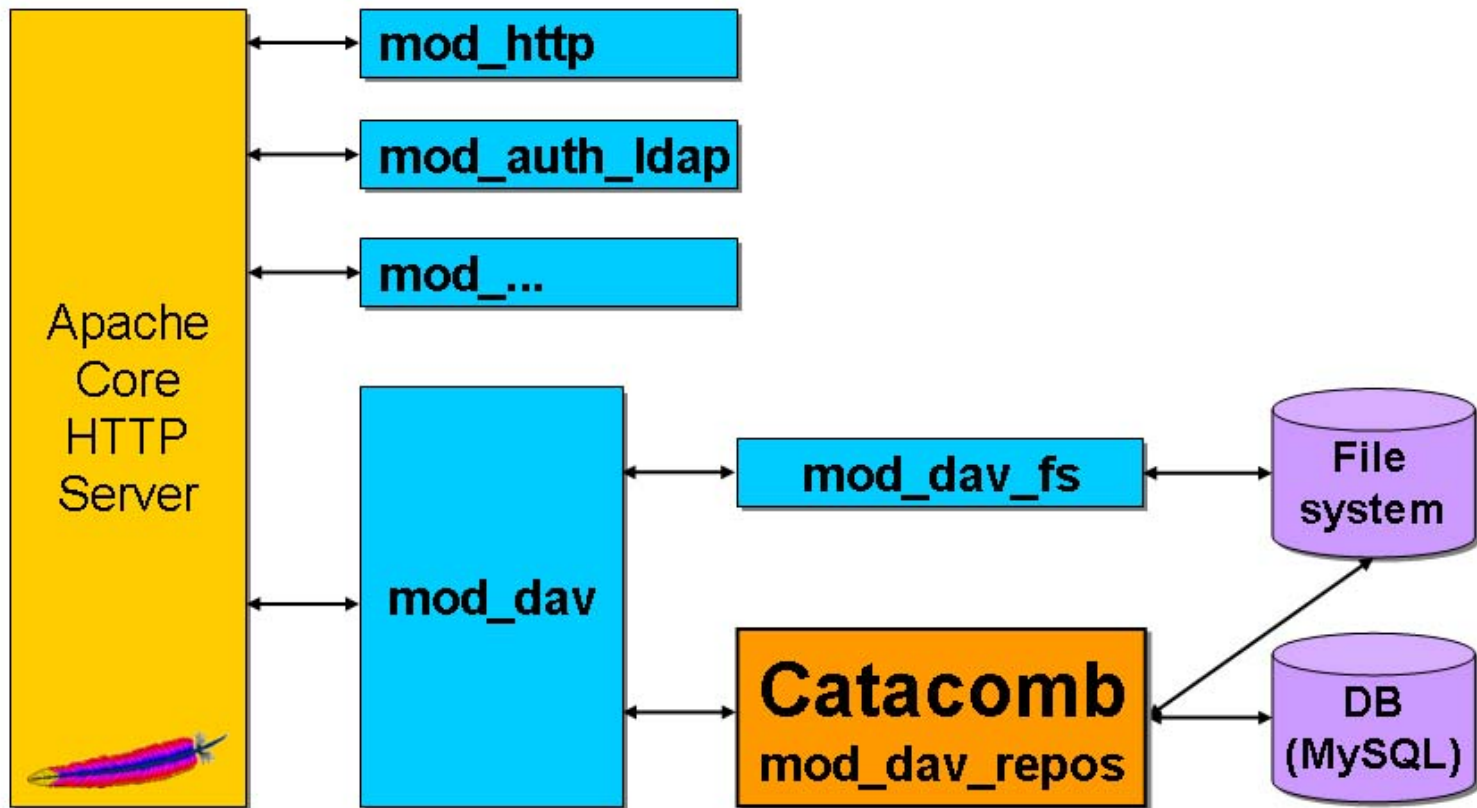 mod_http
mod_auth_ldap
mod_...
Apache
Core
HTTP
Server
mod_dav
mod_dav_fs
File
system
Catacomb
mod_dav_repos
DB
(MySQL)